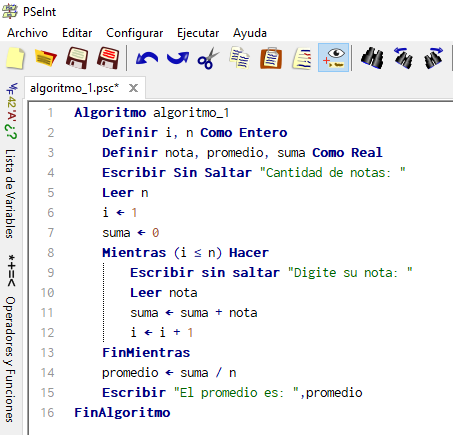 PSeInt
Archivo Editar Configurar Ejecutar Ayuda
algoritmo_1.psc* X
Lista de Variables
Operadores y Funciones
*+=<
42'A'¿?
1 Algoritmo algoritmo_1
2 Definir i, n Como Entero
3 Definir nota, promedio, suma Como Real
4 Escribir Sin Saltar "Cantidad de notas: "
5 Leer n
6 i ← 1
7 suma ← 0
8 Mientras (i ≤ n) Hacer
9 Escribir sin saltar "Digite su nota: "
10 Leer nota
11 suma ← suma + nota
12 i ← i + 1
13 FinMientras
14 promedio ← suma / n
15 Escribir "El promedio es: ",promedio
16 FinAlgoritmo